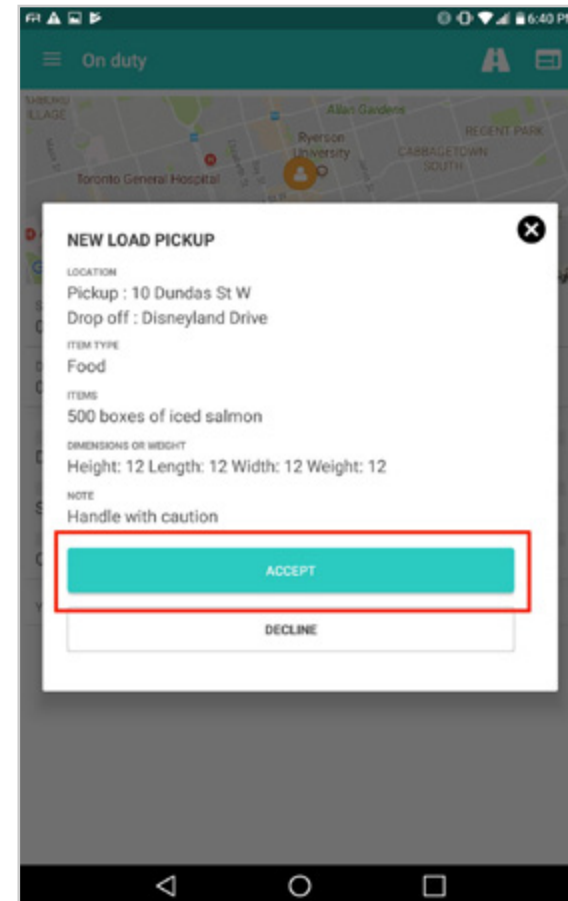 6:40 P
On duty
Allan Gardens
Ryerson
University
REGENT PARK
CABBAGETOWN
SOUTH
Toronto General Hospital
NEW LOAD PICKUP
LOCATION
Pickup : 10 Dundas St W
Drop off : Disneyland Drive
ITEM TYPE
Food
ITEMS
500 boxes of iced salmon
DIMENSIONS OR WEIGHT
Height: 12 Length: 12 Width: 12 Weight: 12
NOTE
Handle with caution
ACCEPT
DECLINE